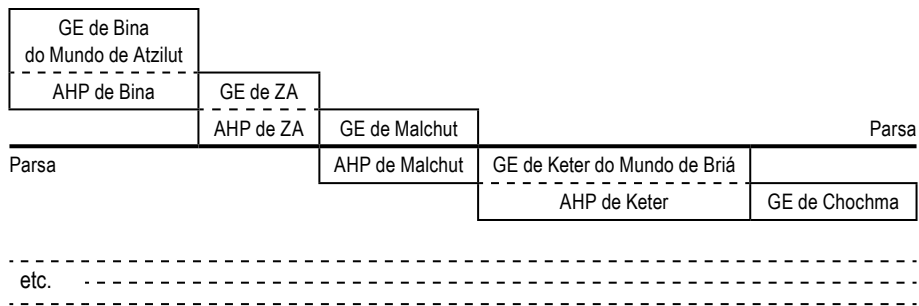 GE de Bina
do Mundo de Atzilut
AHP de Bina
GE de ZA
AHP de ZA
GE de Malchut
Parsa
Parsa
AHP de Malchut
GE de Keter do Mundo de Briá
AHP de Keter
GE de Chochma
etc.